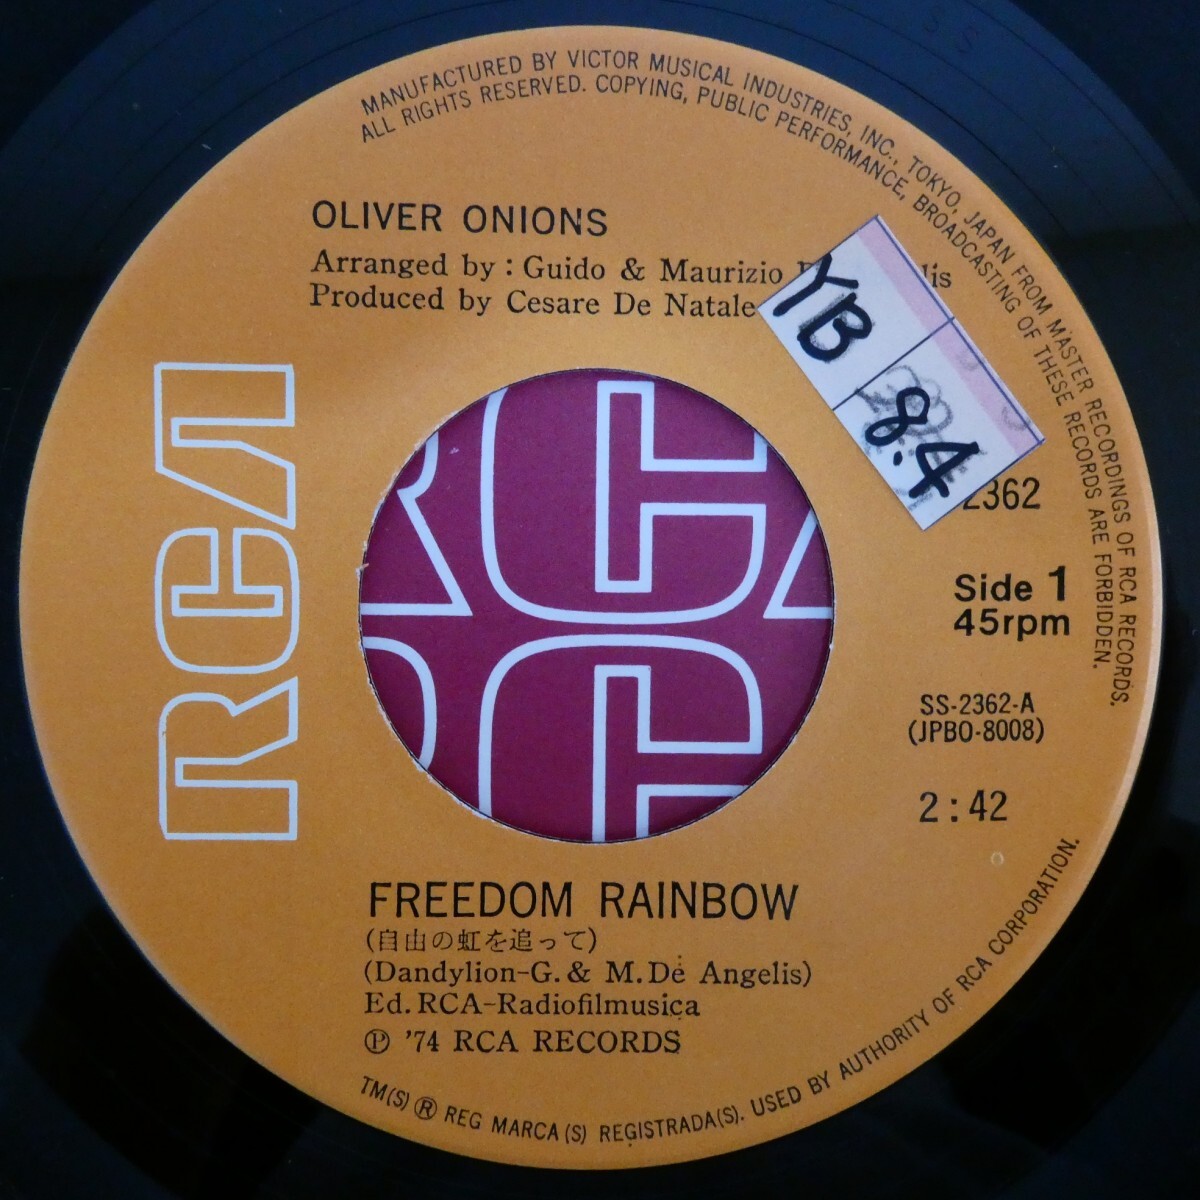 MANUFACTURED BY VICTOR MUSICAL INDUSTRIES, INC., TOKYO, JAPAN FROM MASTER RECORDINGS OF RCA RECORDS.
ALL RIGHTS RESERVED. COPYING, PUBLIC PERFORMANCE, BROADCASTING OF THESE RECORDS ARE FORBIDDEN.
OLIVER ONIONS
Arranged by : Guido & Maurizio
Produced by Cesare De Natale
YB
8.4
RCA
2362
Side 1
45rpm
SS-2362-A
(JPBO-8008)
2:42
FREEDOM RAINBOW
(自由の虹を追って)
(Dandylion-G. & M. De Angelis)
Ed. RCA-Radiofilmusica
Ⓟ '74 RCA RECORDS
TM(S) ® REG MARCA(S) REGISTRADA(S). USED BY AUTHORITY OF RCA CORPORATION.